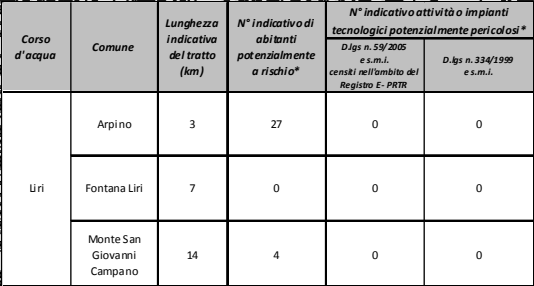 Corso
d'acqua
Comune
Lunghezza
indicativa
del tratto
(km)
N° indicativo di
abitanti
potenzialmente
a rischio*
N° indicativo attività o impianti
tecnologici potenzialmente pericolosi*
D.lgs n. 59/2005
e s.m.i.
censiti nell'ambito del
Registro E- PRTR
D.lgs n. 334/1999
e s.m.i.
Liri
Arpino 3 27 0 0
Fontana Liri 7 0 0 0
Monte San
Giovanni
Campano
14 4 0 0